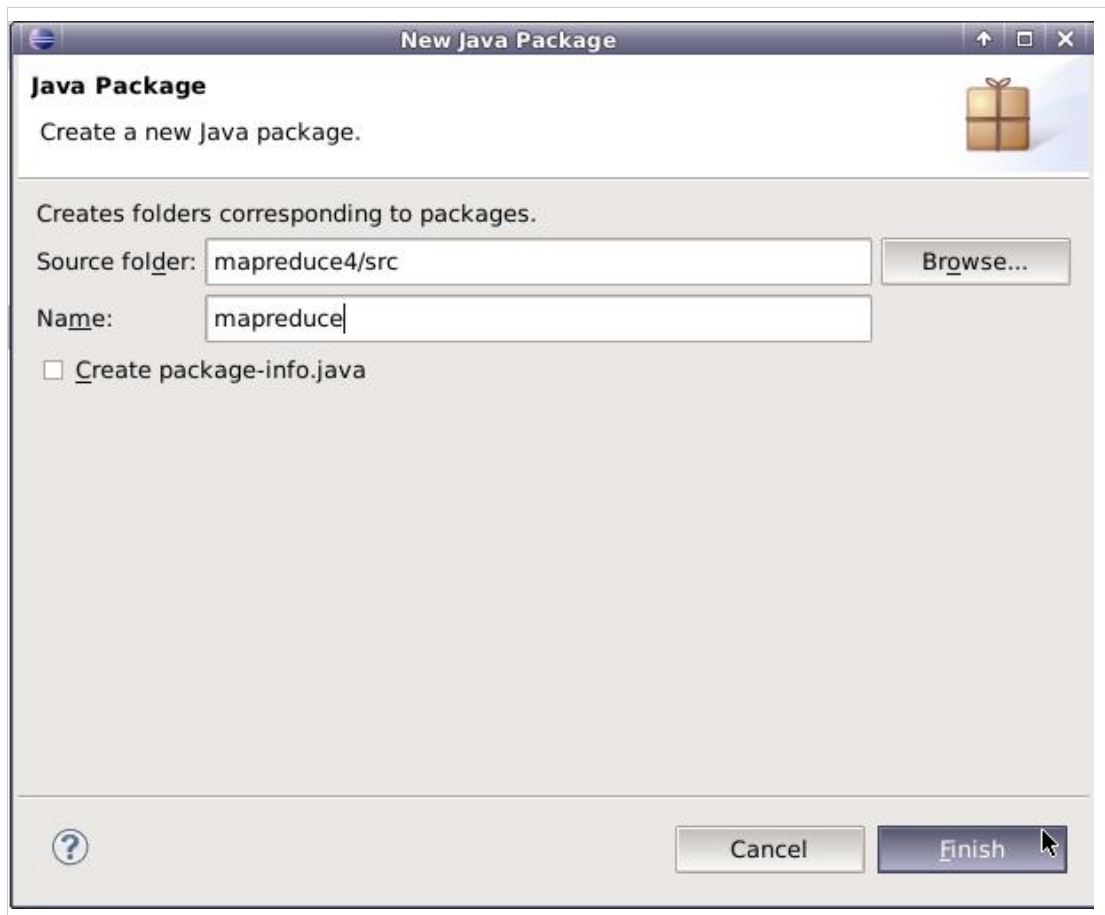 New Java Package
Java Package
Create a new Java package.
Creates folders corresponding to packages.
Source folder: mapreduce4/src Browse...
Name: mapreduce
Create package-info.java
? Cancel Finish